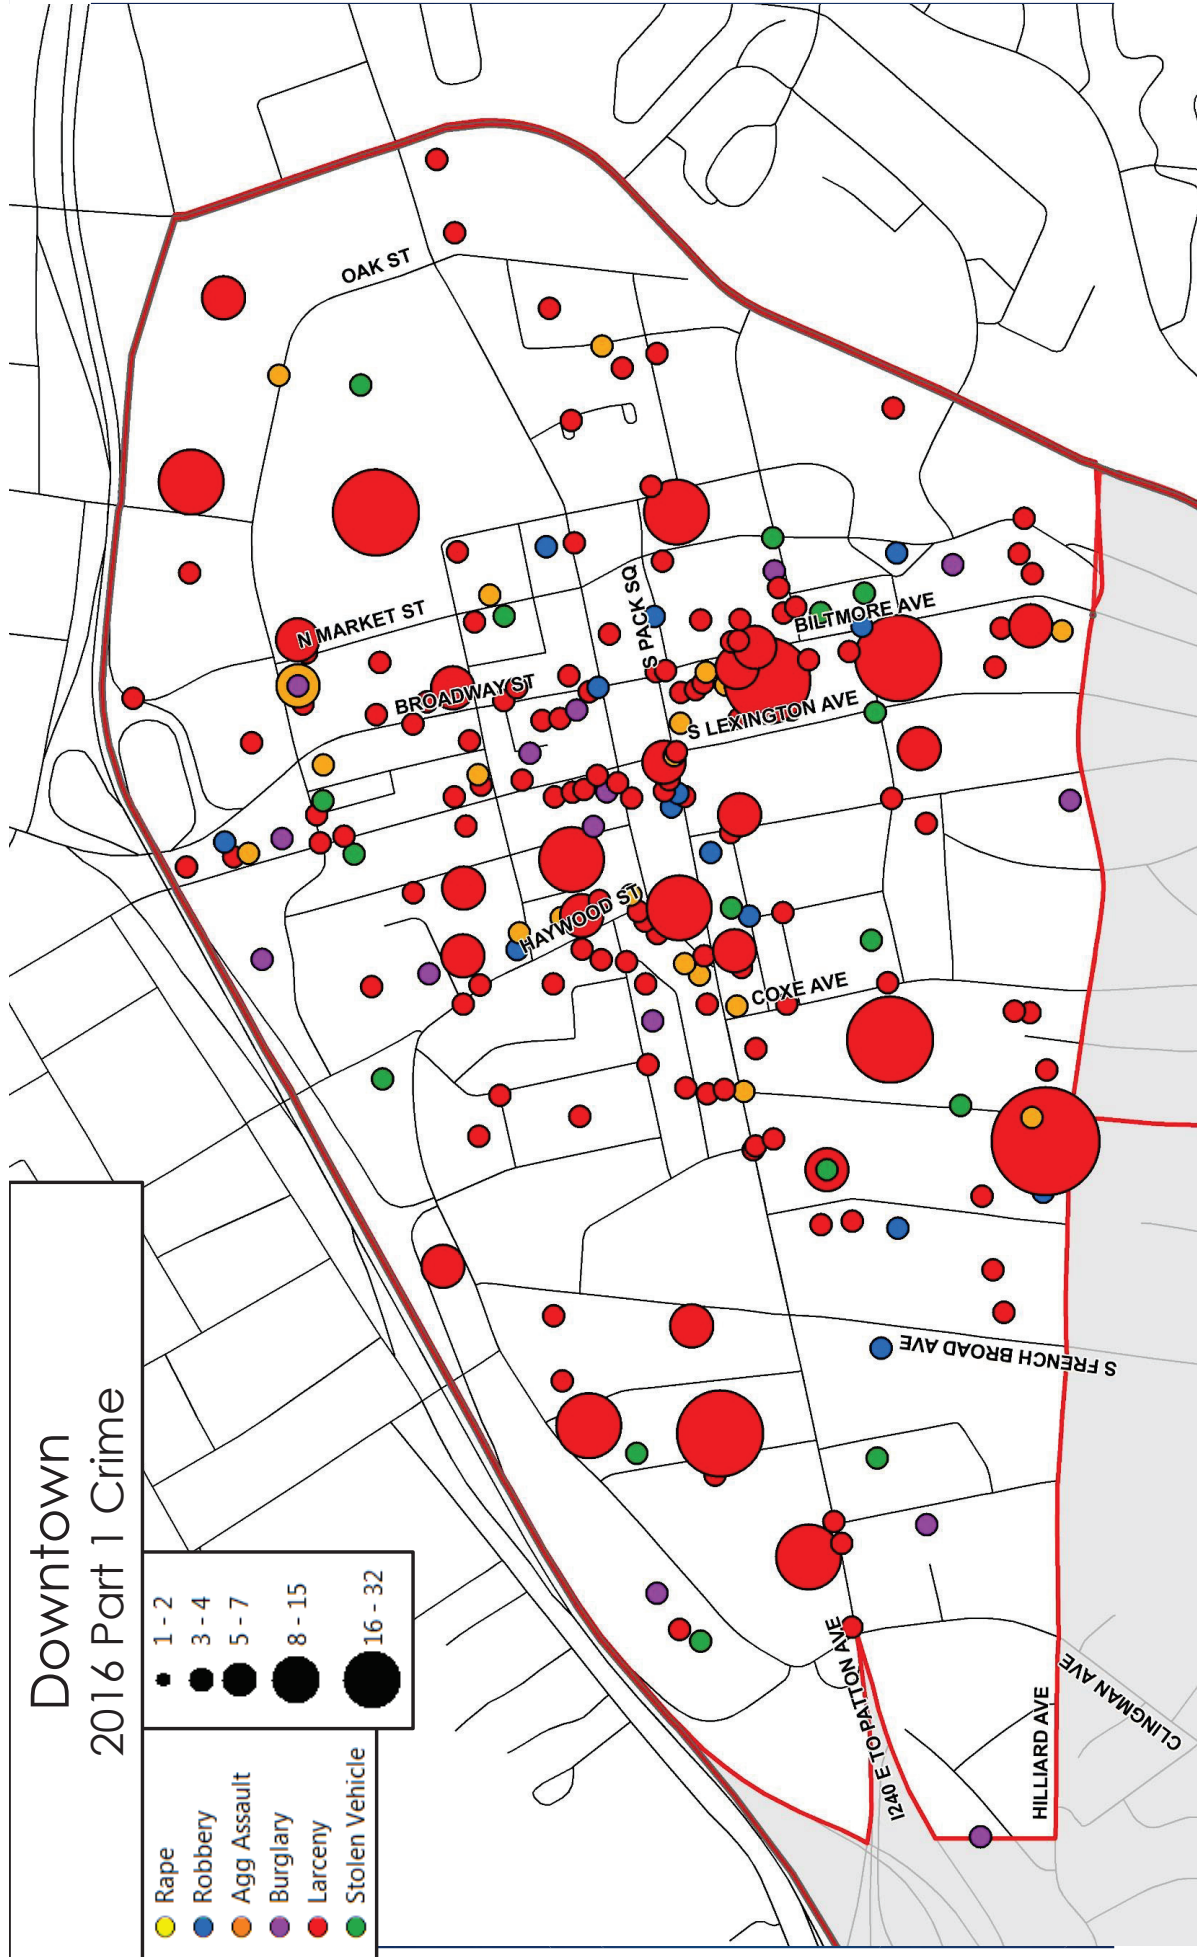 Downtown
2016 Part 1 Crime
1 - 2
3 - 4
5 - 7
8 - 15
16 - 32
Rape
Robbery
Agg Assault
Burglary
Larceny
Stolen Vehicle
OAK ST
N MARKET ST
BROADWAY ST
S PACK SQ
BILTMORE AVE
S LEXINGTON AVE
HAYWOOD ST
COXE AVE
S FRENCH BROAD AVE
I240 E TO PATTON AVE
HILLIARD AVE
CLINGMAN AVE